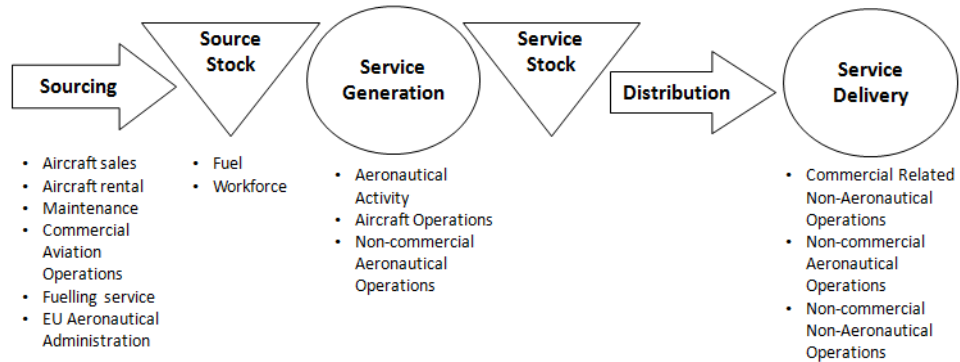 Sourcing
Source
Stock
Service
Generation
Service
Stock
Distribution
Service
Delivery
• Aircraft sales
• Aircraft rental
• Maintenance
• Commercial
Aviation
Operations
• Fuelling service
• EU Aeronautical
Administration
• Fuel
• Workforce
• Aeronautical
Activity
• Aircraft Operations
• Non-commercial
Aeronautical
Operations
• Commercial Related
Non-Aeronautical
Operations
• Non-commercial
Aeronautical
Operations
• Non-commercial
Non-Aeronautical
Operations